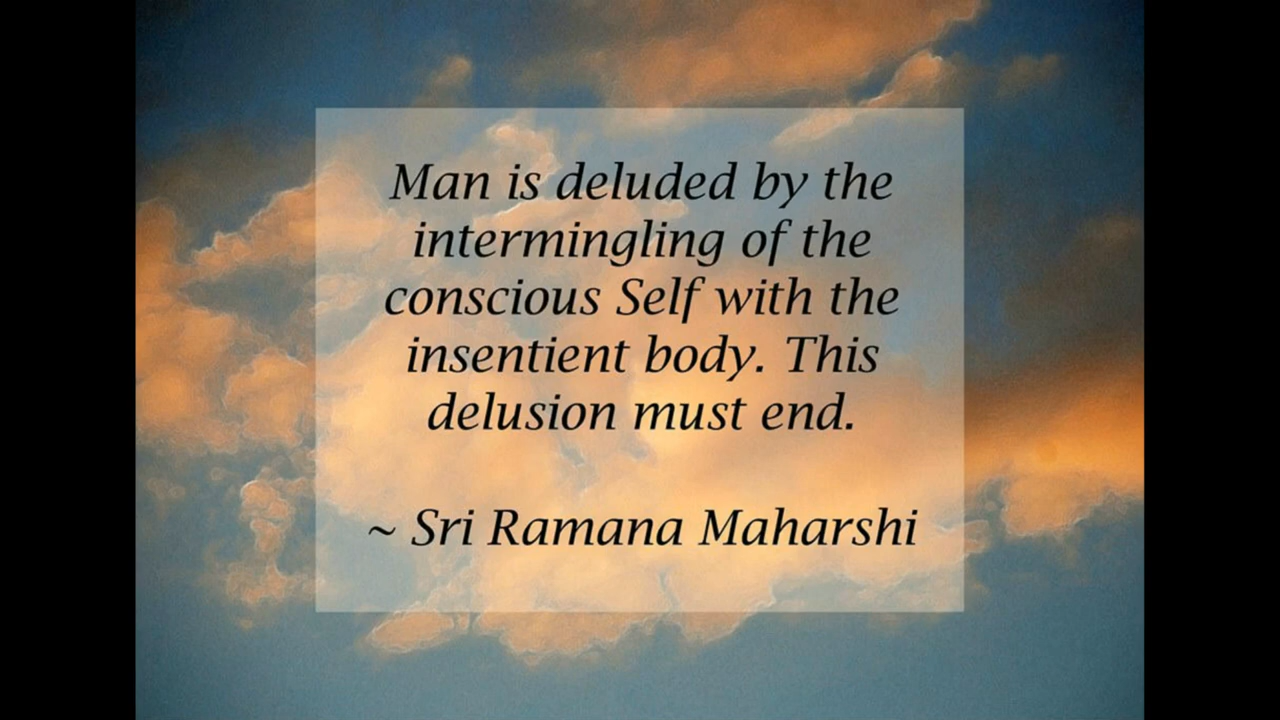 Man is deluded by the
intermingling of the
conscious Self with the
insentient body. This
delusion must end.
~ Sri Ramana Maharshi